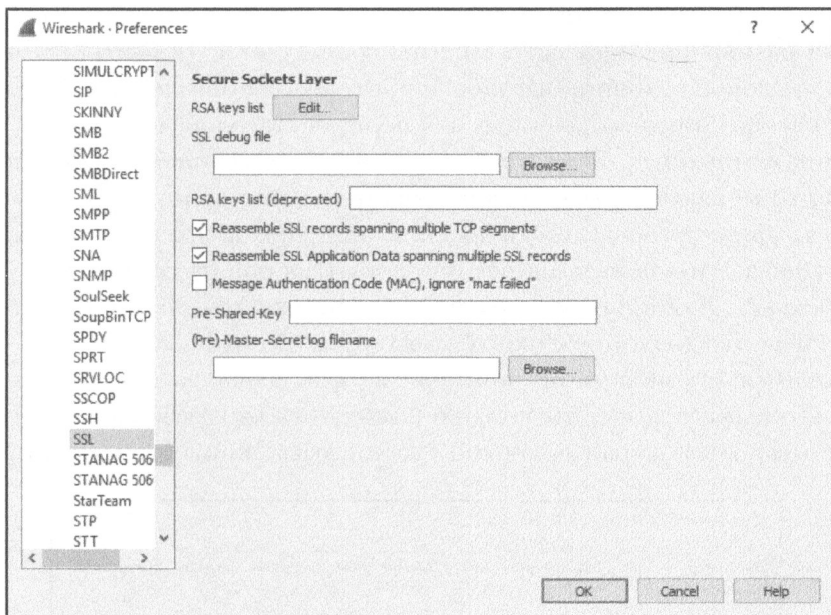 Wireshark · Preferences
? X
SIMULCRYPT
SIP
SKINNY
SMB
SMB2
SMBDirect
SML
SMPP
SMTP
SNA
SNMP
SoulSeek
SoupBinTCP
SPDY
SPRT
SRVLOC
SSCOP
SSH
SSL
STANAG 506
STANAG 506
StarTeam
STP
STT
Secure Sockets Layer
RSA keys list Edit...
SSL debug file
Browse...
RSA keys list (deprecated)
Reassemble SSL records spanning multiple TCP segments
Reassemble SSL Application Data spanning multiple SSL records
Message Authentication Code (MAC), ignore "mac failed"
Pre-Shared-Key
(Pre)-Master-Secret log filename
Browse...
OK Cancel Help